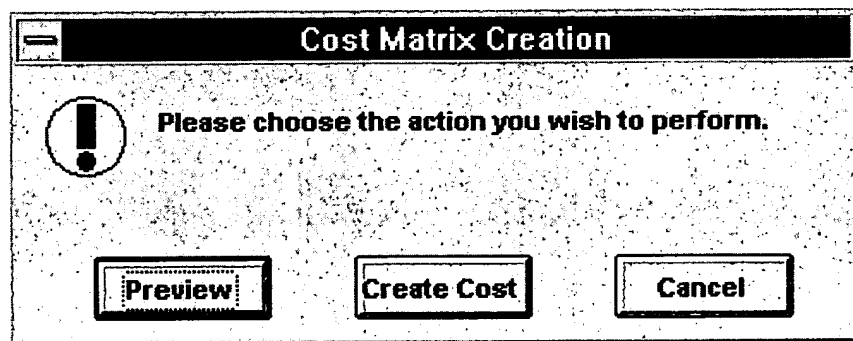 Cost Matrix Creation
Please choose the action you wish to perform.
Preview Create Cost Cancel